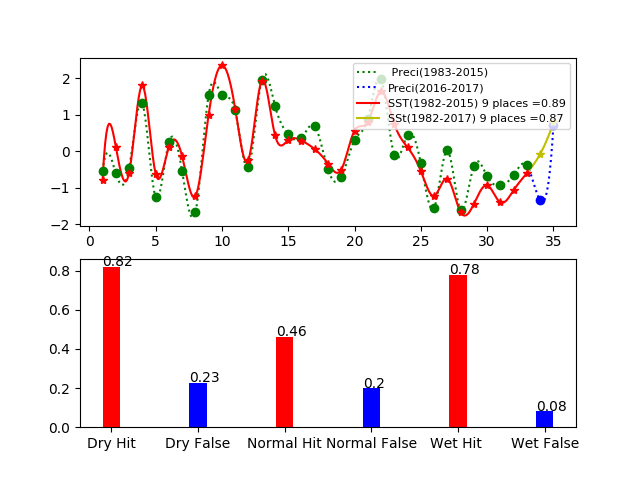 Preci(1983-2015)
Preci(2016-2017)
SST(1982-2015) 9 places =0.89
SSt(1982-2017) 9 places =0.87
2
1
0
−1
−2
0 5 10 15 20 25 30 35
0.8
0.6
0.4
0.2
0.0
0.82
0.23
0.46
0.2
0.78
0.08
Dry Hit Dry False Normal Hit Normal False Wet Hit Wet False